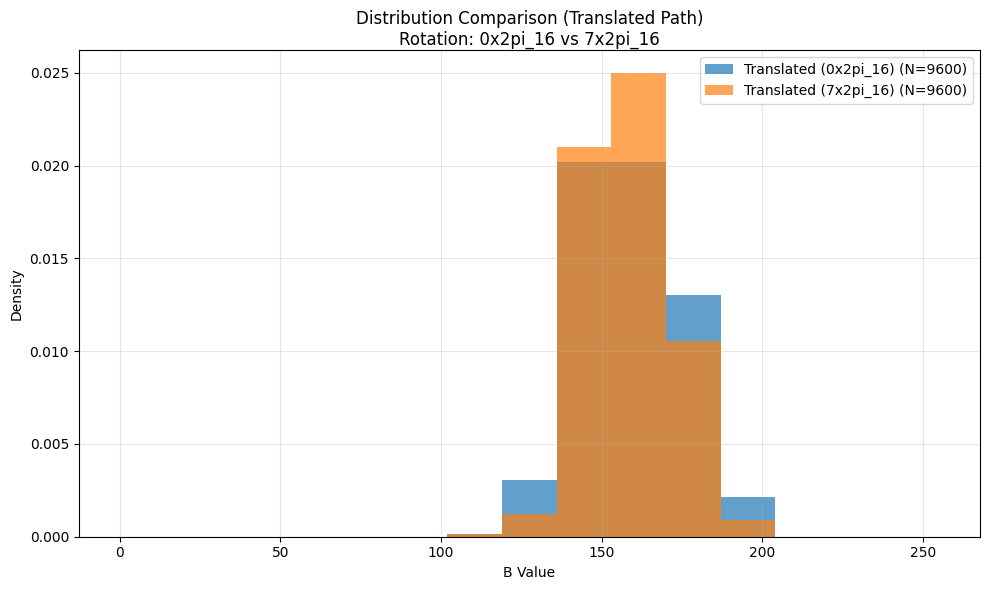 Distribution Comparison (Translated Path)
Rotation: 0x2pi_16 vs 7x2pi_16
Translated (0x2pi_16) (N=9600)
Translated (7x2pi_16) (N=9600)
0.025
0.020
0.015
0.010
0.005
0.000
Density
0 50 100 150 200 250
B Value